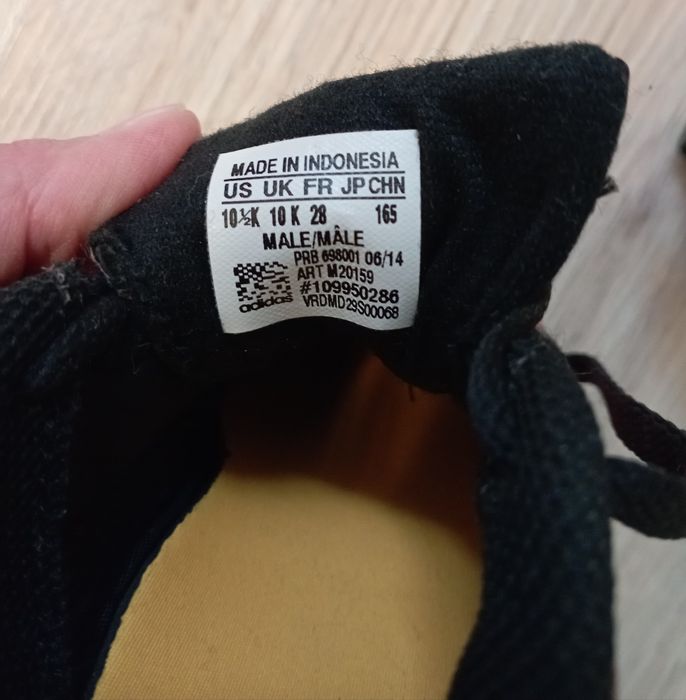 MADE IN INDONESIA
US UK FR JP CHN
10½K 10K 28 165
MALE/MÂLE
PRB 698001 06/14
ART M20159
#109950286
VRDMD29S00068
adidas